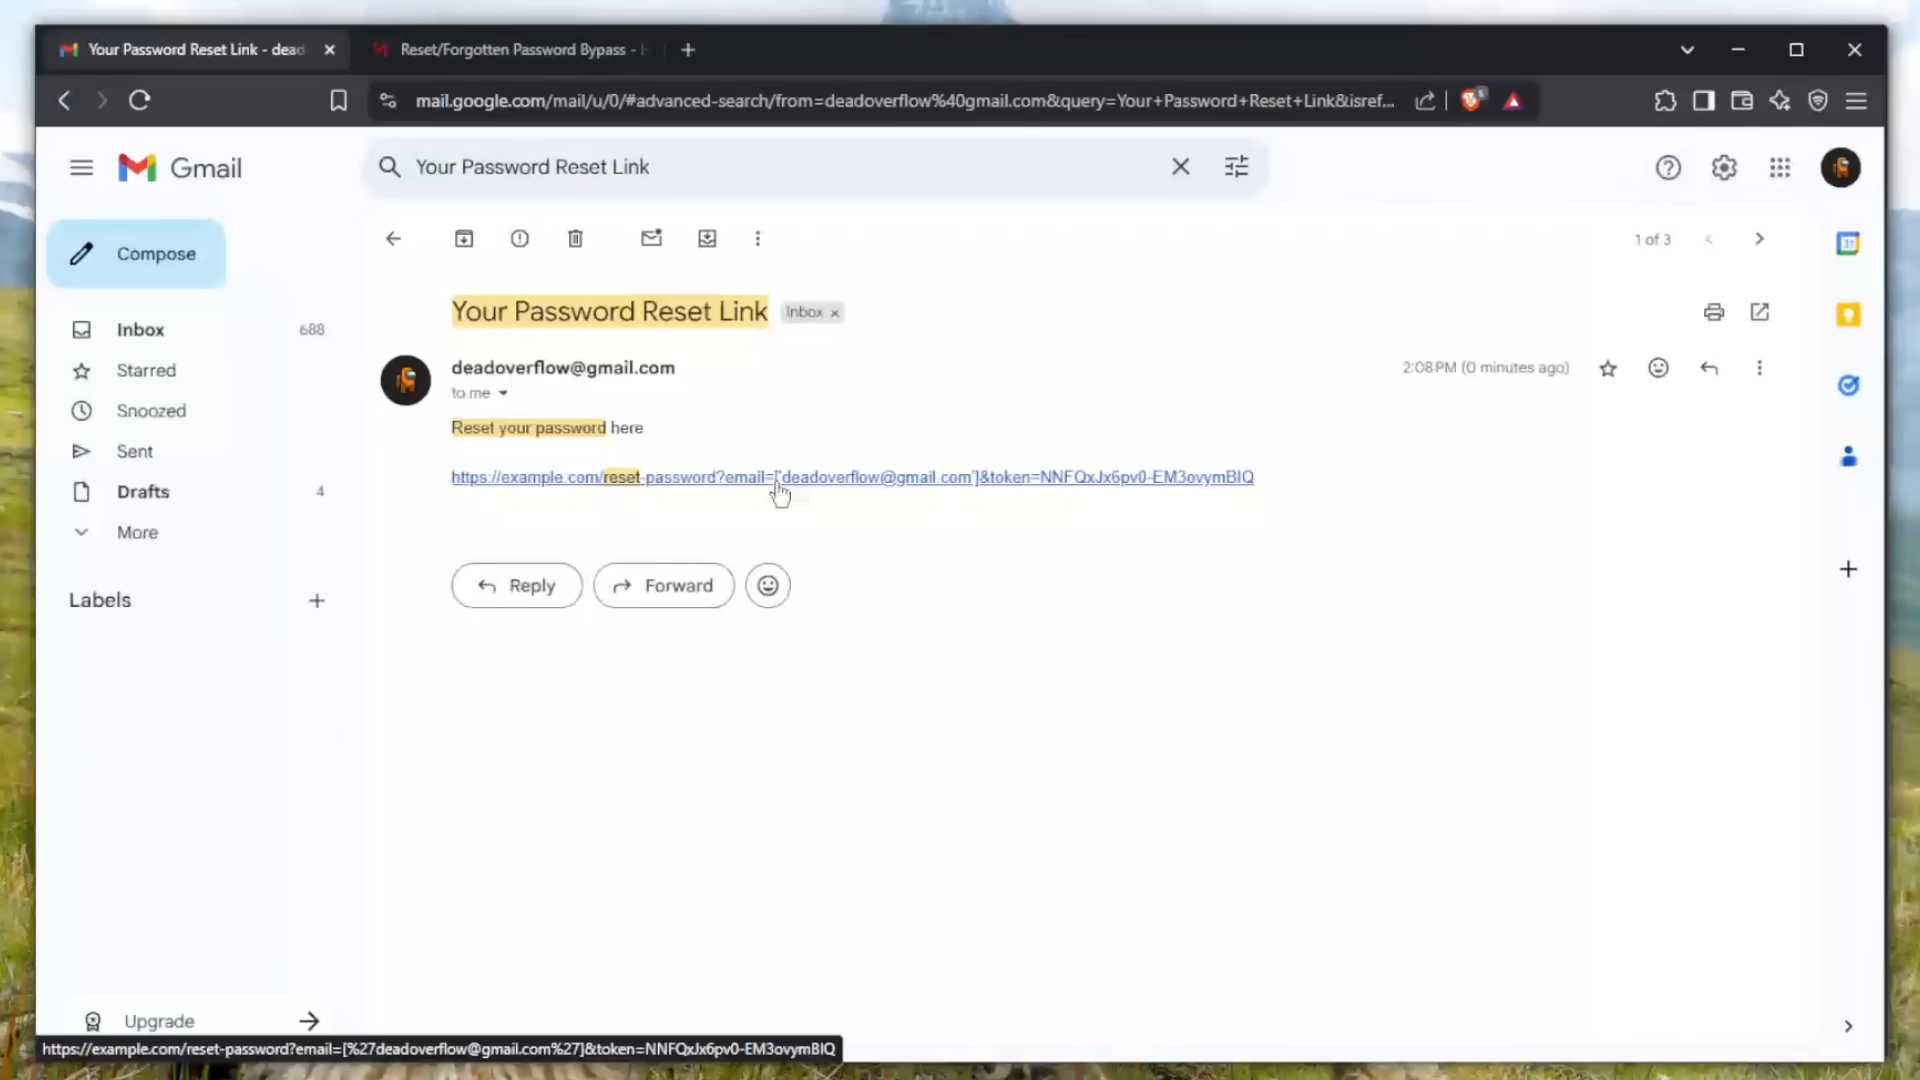 Your Password Reset Link - dead
Reset/Forgotten Password Bypass -
mail.google.com/mail/u/0/#advanced-search/from=deadoverflow%40gmail.com&query=Your+Password+Reset+Link&isref...
5
Gmail
Your Password Reset Link
Compose
1 of 3
31
Your Password Reset Link
Inbox x
Inbox 688
Starred
Snoozed
Sent
Drafts 4
More
Labels
deadoverflow@gmail.com
2:08 PM (0 minutes ago)
to me
Reset your password here
https://example.com/reset-password?email=['deadoverflow@gmail.com']&token=NNFQxJx6pv0-EM3ovymBIQ
Reply
Forward
Upgrade
https://example.com/reset-password?email=[%27deadoverflow@gmail.com%27]&token=NNFQxJx6pv0-EM3ovymBIQ